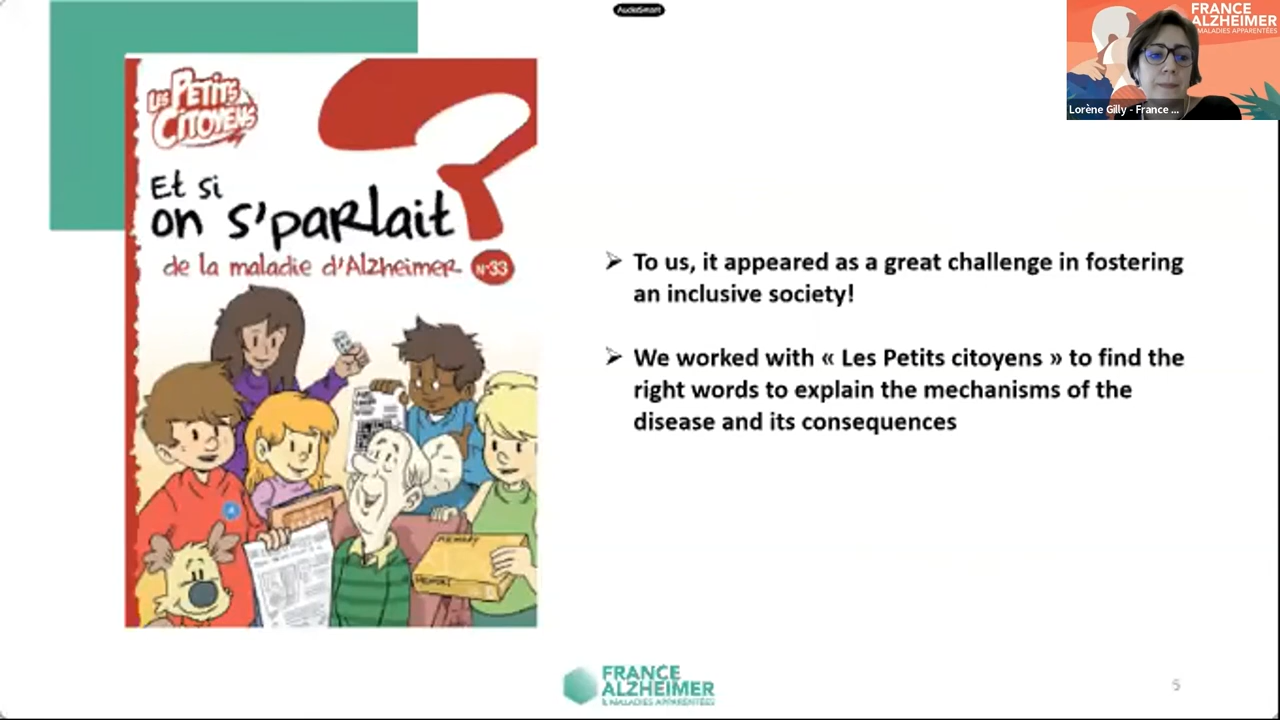 AudioSmart
FRANCE
ALZHEIMER
& MALADIES APPARENTÉES
Lorène Gilly - France ...
LES PETITS
CITOYENS
Et si
on s'parlait
de la maladie d'Alzheimer N°33
MEMORY
MEMORY
➢ To us, it appeared as a great challenge in fostering
an inclusive society!
➢ We worked with « Les Petits citoyens » to find the
right words to explain the mechanisms of the
disease and its consequences
FRANCE
ALZHEIMER
& MALADIES APPARENTÉES
5